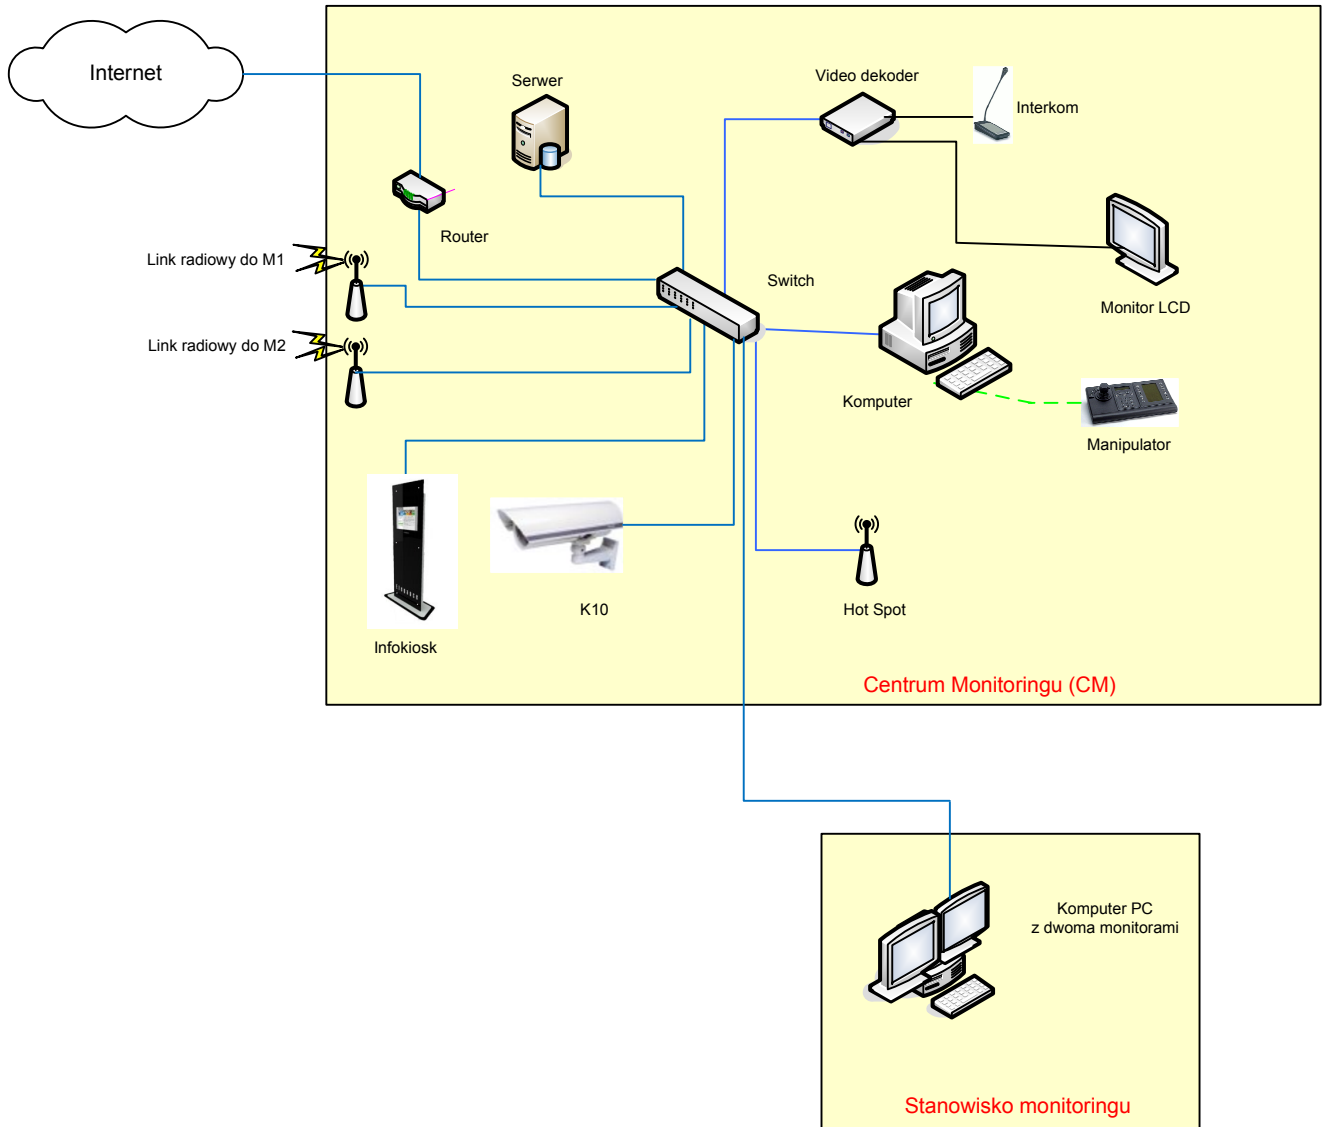 Internet
Serwer
Video dekoder
Interkom
Router
Link radiowy do M1
Switch
Monitor LCD
Link radiowy do M2
Komputer
Manipulator
K10
Hot Spot
Infokiosk
Centrum Monitoringu (CM)
Komputer PC
z dwoma monitorami
Stanowisko monitoringu